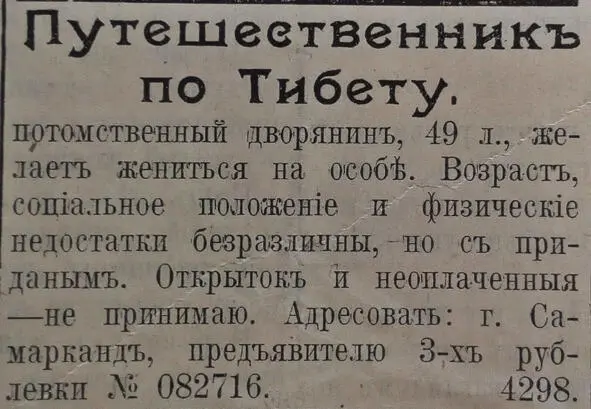 Путешественникъ
по Тибету,
потомственный дворянинъ, 49 л., же-
лаетъ жениться на особѣ. Возрастъ,
соціальное положеніе и физическіе
недостатки безразличны, но съ при-
данымъ. Открытокъ и неоплаченныя
—не принимаю. Адресовать: г. Са-
маркандъ, предъявителю 3-хъ руб-
левки № 082716. 4298.